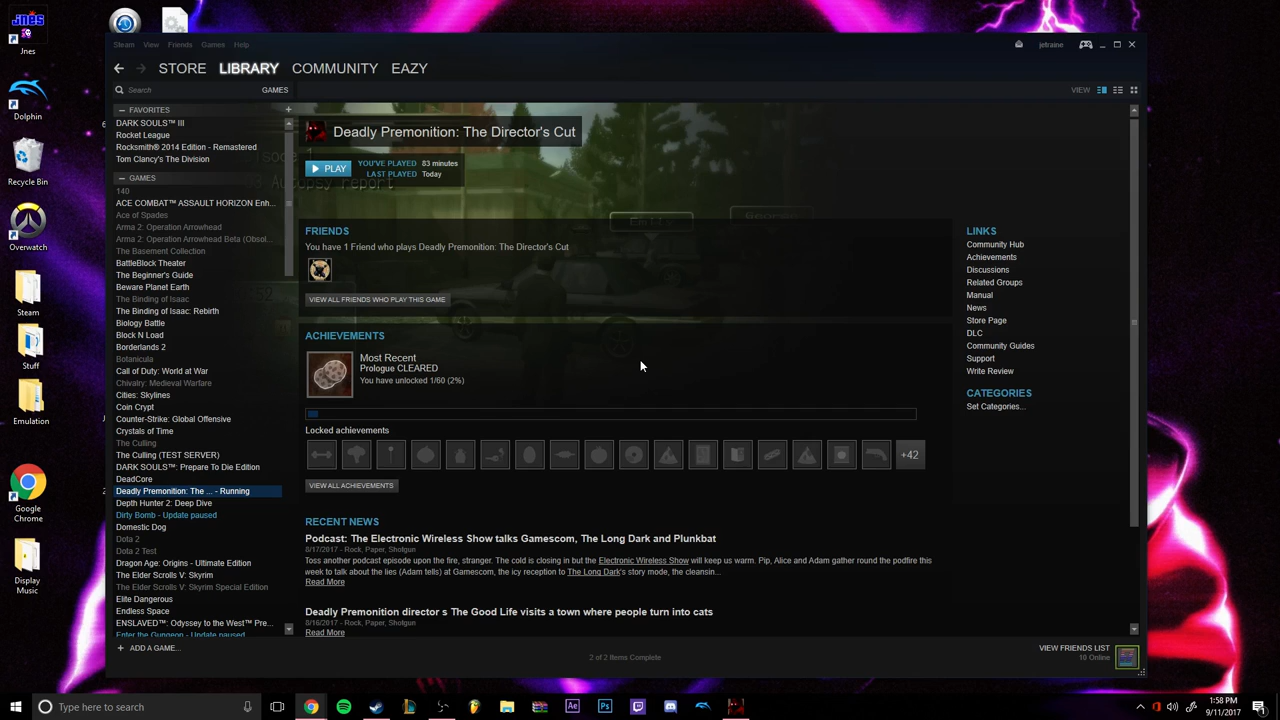 Jnes
Dolphin
Recycle Bin
Overwatch
Steam
Stuff
Emulation
Google
Chrome
Display
Music
Steam View Friends Games Help
jefraine
STORE LIBRARY COMMUNITY EAZY
Search GAMES VIEW
— FAVORITES +
DARK SOULS™ III
Rocket League
Rocksmith® 2014 Edition - Remastered
Tom Clancy's The Division
— GAMES
140
ACE COMBAT™ ASSAULT HORIZON Enh...
Ace of Spades
Arma 2: Operation Arrowhead
Arma 2: Operation Arrowhead Beta (Obsol...
The Basement Collection
BattleBlock Theater
The Beginner's Guide
Beware Planet Earth
The Binding of Isaac
The Binding of Isaac: Rebirth
Biology Battle
Block N Load
Borderlands 2
Botanicula
Call of Duty: World at War
Chivalry: Medieval Warfare
Cities: Skylines
Coin Crypt
Counter-Strike: Global Offensive
Crystals of Time
The Culling
The Culling (TEST SERVER)
DARK SOULS™: Prepare To Die Edition
DeadCore
Deadly Premonition: The ... - Running
Depth Hunter 2: Deep Dive
Dirty Bomb - Update paused
Domestic Dog
Dota 2
Dota 2 Test
Dragon Age: Origins - Ultimate Edition
The Elder Scrolls V: Skyrim
The Elder Scrolls V: Skyrim Special Edition
Elite Dangerous
Endless Space
ENSLAVED™: Odyssey to the West™ Pre...
Enter the Gungeon - Update paused
+ ADD A GAME...
Deadly Premonition: The Director's Cut
PLAY
YOU'VE PLAYED 83 minutes
LAST PLAYED Today
Autopsy report
Emily
FRIENDS
You have 1 Friend who plays Deadly Premonition: The Director's Cut
VIEW ALL FRIENDS WHO PLAY THIS GAME
ACHIEVEMENTS
Most Recent
Prologue CLEARED
You have unlocked 1/60 (2%)
Locked achievements
+42
VIEW ALL ACHIEVEMENTS
RECENT NEWS
Podcast: The Electronic Wireless Show talks Gamescom, The Long Dark and Plunkbat
8/17/2017 - Rock, Paper, Shotgun
Toss another podcast episode upon the fire, stranger. The cold is closing in but the Electronic Wireless Show will keep us warm. Pip, Alice and Adam gather round the podfire this
week to talk about the lies (Adam tells) at Gamescom, the icy reception to The Long Dark's story mode, the cleansin...
Read More
Deadly Premonition director s The Good Life visits a town where people turn into cats
8/16/2017 - Rock, Paper, Shotgun
Read More
LINKS
Community Hub
Achievements
Discussions
Related Groups
Manual
News
Store Page
DLC
Community Guides
Support
Write Review
CATEGORIES
Set Categories...
2 of 2 Items Complete
VIEW FRIENDS LIST
19 Online
Type here to search
1:58 PM
9/11/2017